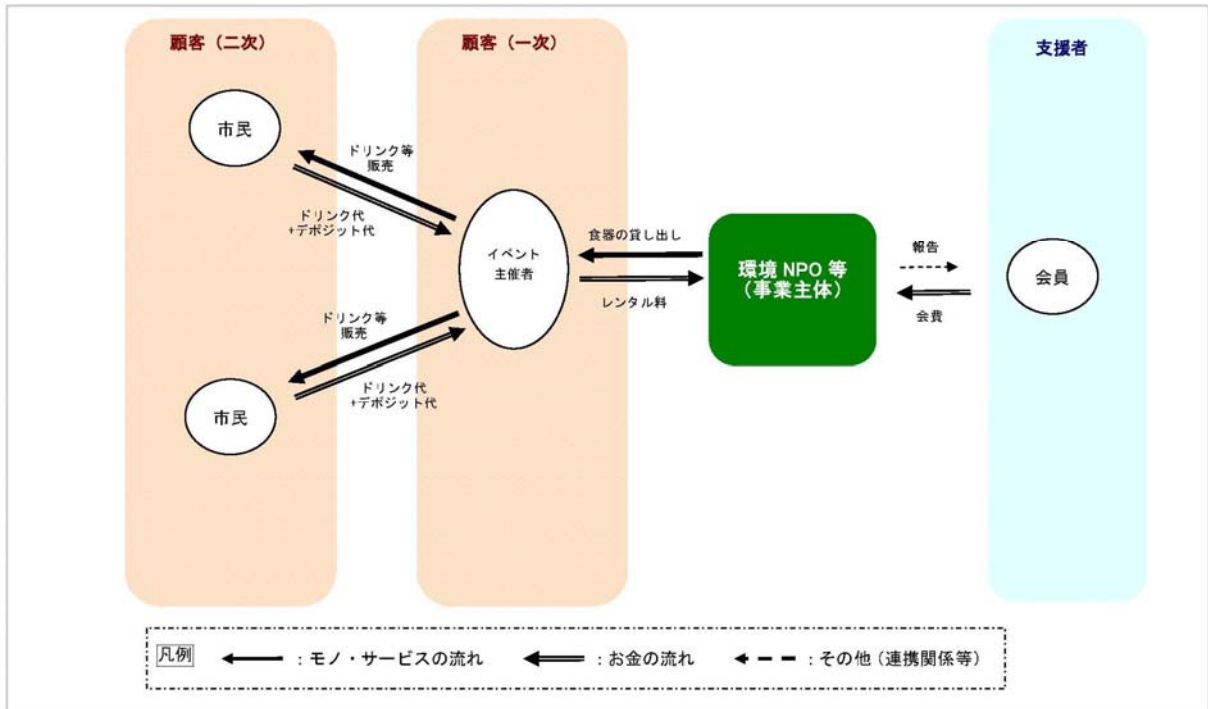 顧客（二次）
顧客（一次）
支援者
市民
ドリンク等
販売
ドリンク代
+デポジット代
イベント
主催者
食器の貸し出し
レンタル料
環境 NPO 等
（事業主体）
報告
会費
会員
ドリンク等
販売
ドリンク代
+デポジット代
市民
凡例
：モノ・サービスの流れ
：お金の流れ
：その他（連携関係等）